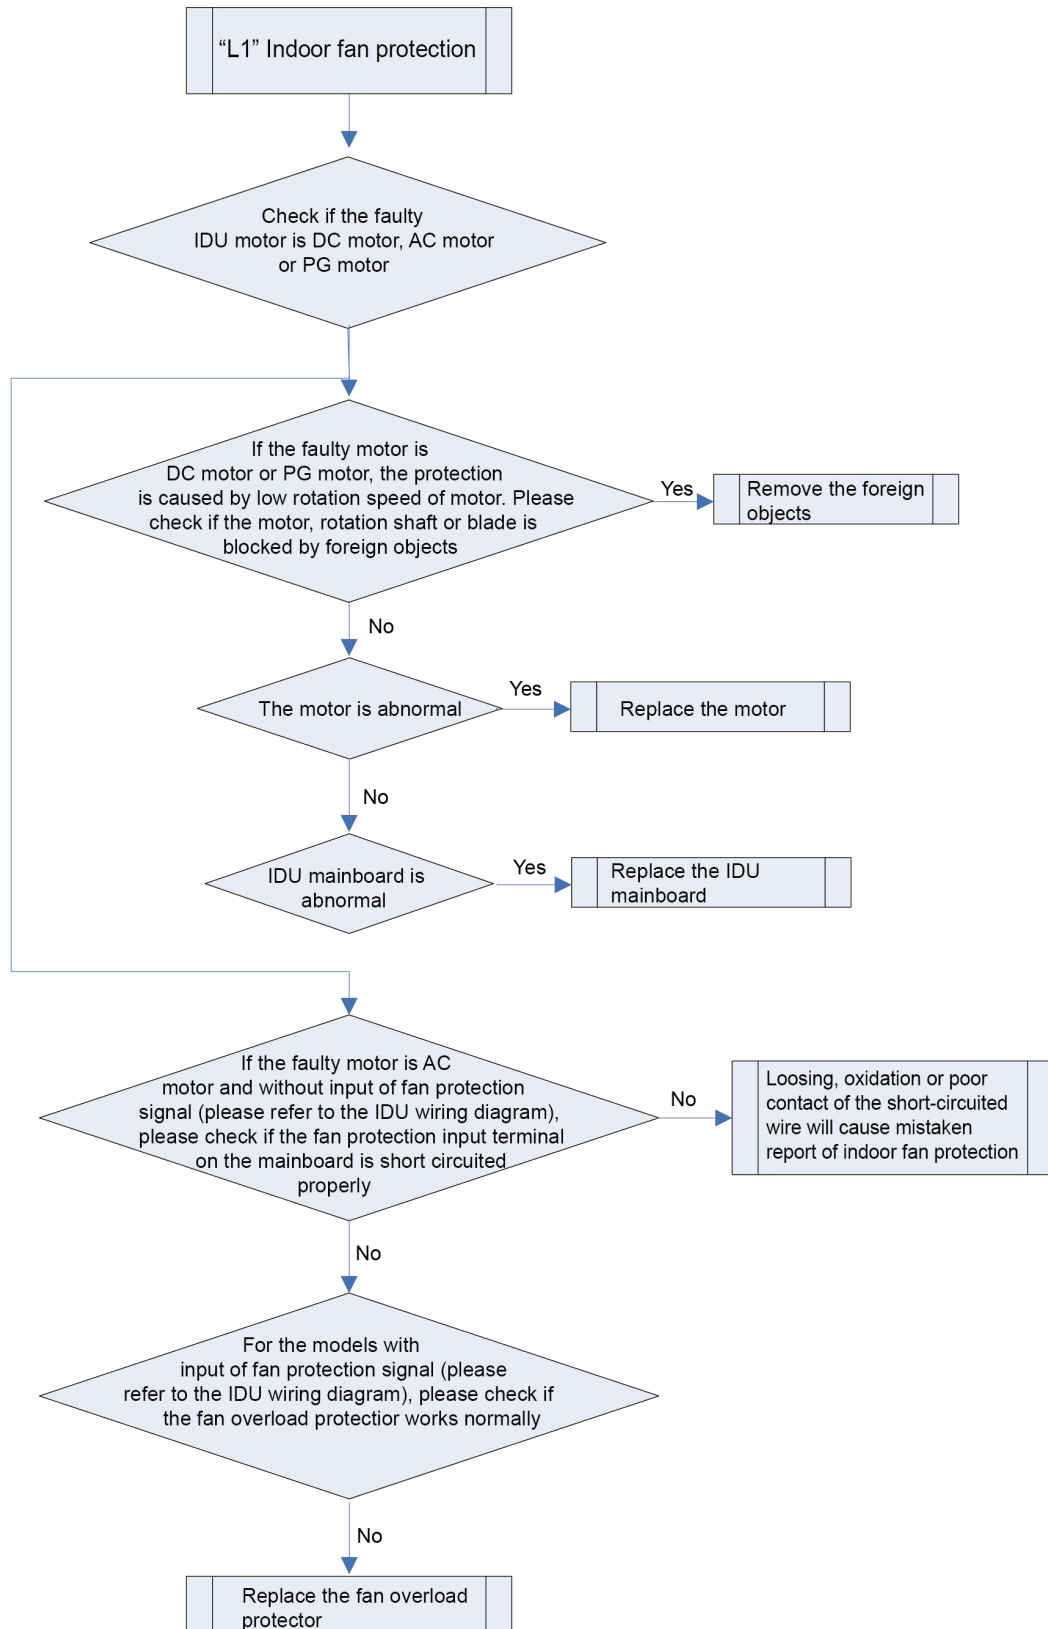 “L1” Indoor fan protection
Check if the faulty
IDU motor is DC motor, AC motor
or PG motor
If the faulty motor is
DC motor or PG motor, the protection
is caused by low rotation speed of motor. Please
check if the motor, rotation shaft or blade is
blocked by foreign objects
Yes
Remove the foreign
objects
No
The motor is abnormal
Yes
Replace the motor
No
IDU mainboard is
abnormal
Yes
Replace the IDU
mainboard
If the faulty motor is AC
motor and without input of fan protection
signal (please refer to the IDU wiring diagram),
please check if the fan protection input terminal
on the mainboard is short circuited
properly
No
Loosing, oxidation or poor
contact of the short-circuited
wire will cause mistaken
report of indoor fan protection
No
For the models with
input of fan protection signal (please
refer to the IDU wiring diagram), please check if
the fan overload protectior works normally
No
Replace the fan overload
protector